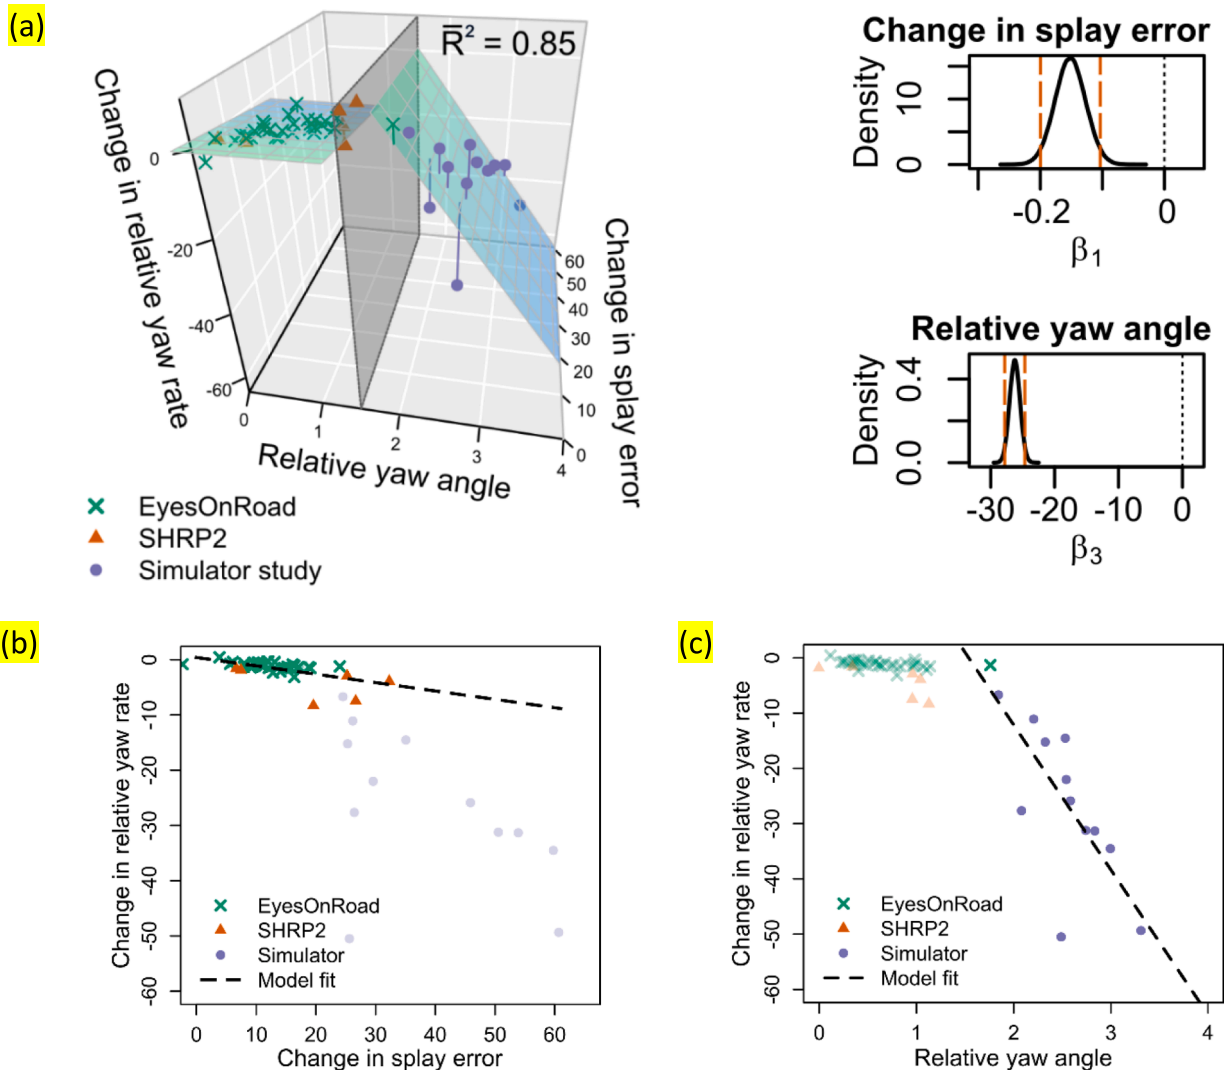 (a)
R̅² = 0.85
Change in relative yaw rate
0
-20
-40
-60
0
1
2
3
4
Relative yaw angle
60
50
40
30
20
10
0
Change in splay error
EyesOnRoad
SHRP2
Simulator study
Change in splay error
Density
10
0
-0.2
0
β₁
Relative yaw angle
Density
0.4
0.0
-30 -20 -10 0
β₃
(b)
Change in relative yaw rate
0
-10
-20
-30
-40
-50
-60
EyesOnRoad
SHRP2
Simulator
Model fit
0 10 20 30 40 50 60
Change in splay error
(c)
Change in relative yaw rate
0
-10
-20
-30
-40
-50
-60
EyesOnRoad
SHRP2
Simulator
Model fit
0 1 2 3 4
Relative yaw angle